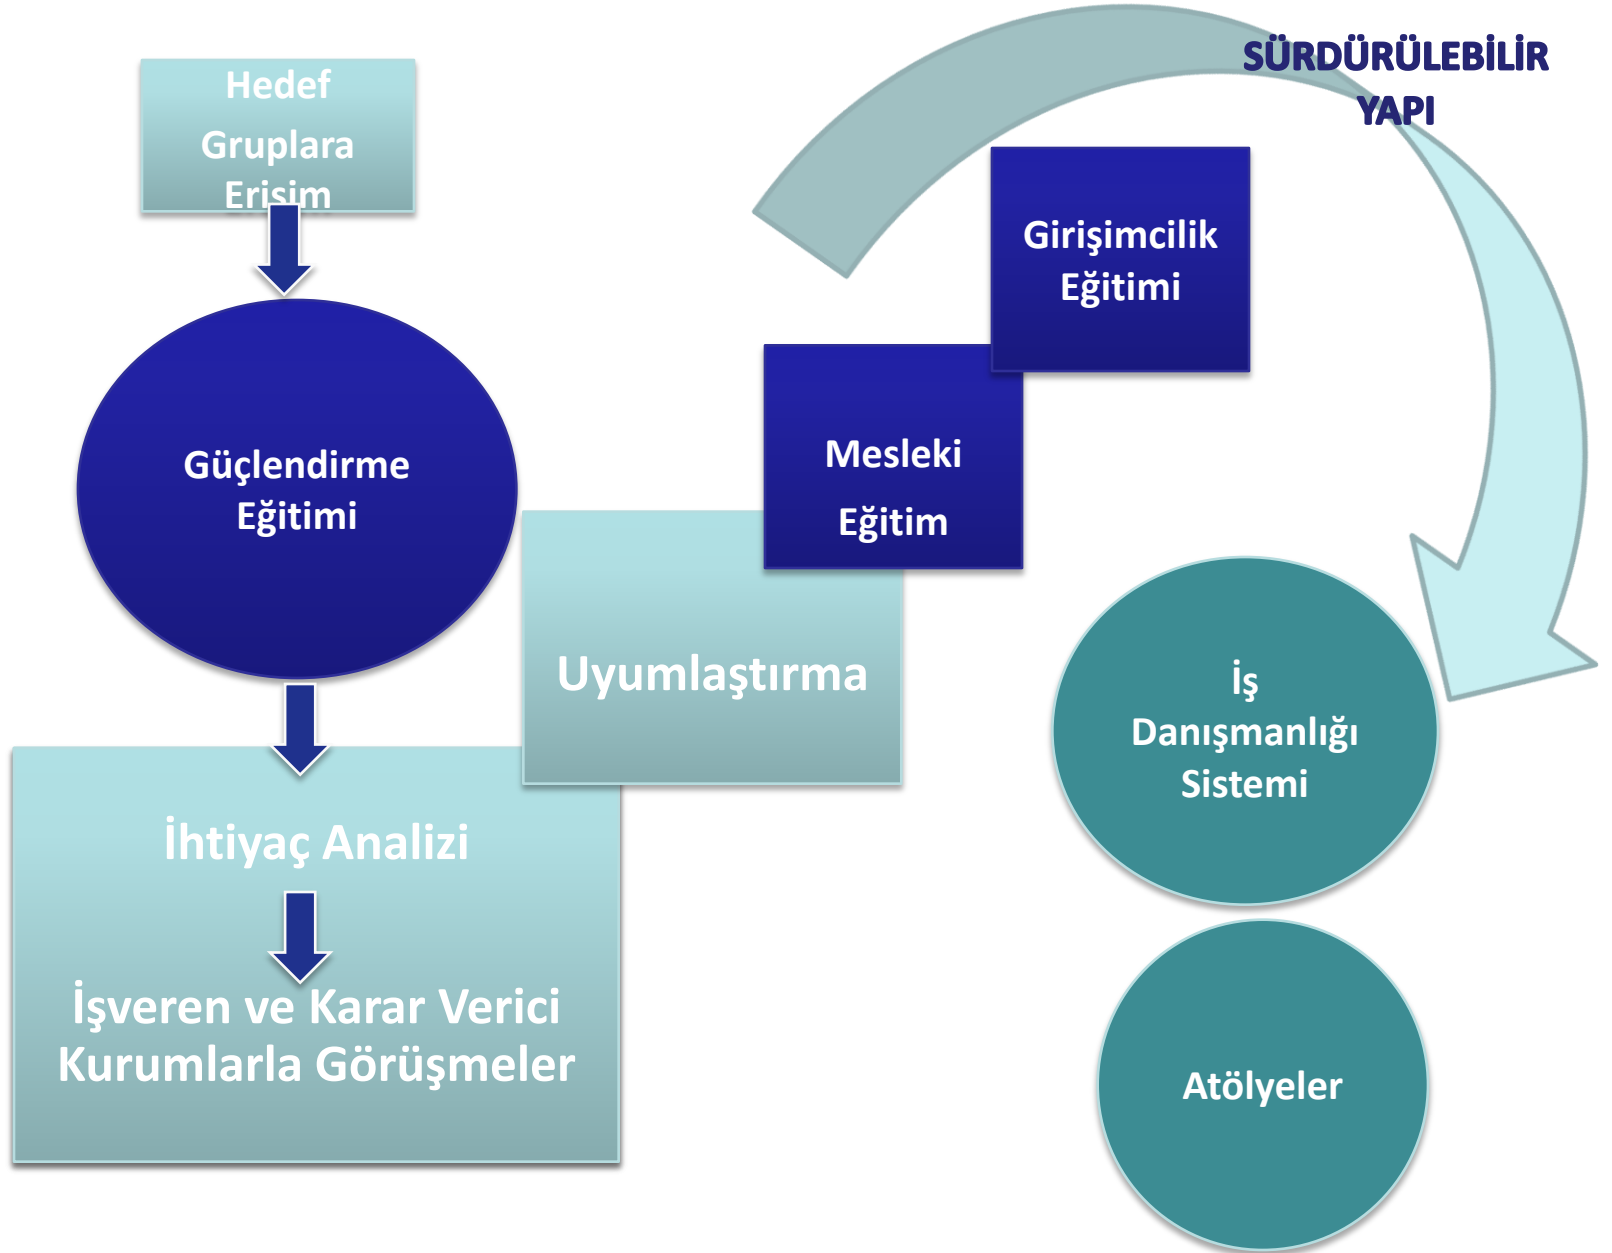 SÜRDÜRÜLEBİLİR
YAPI
Hedef
Gruplara
Erişim
Güçlendirme
Eğitimi
İhtiyaç Analizi
İşveren ve Karar Verici
Kurumlarla Görüşmeler
Uyumlaştırma
Mesleki
Eğitim
Girişimcilik
Eğitimi
İş
Danışmanlığı
Sistemi
Atölyeler